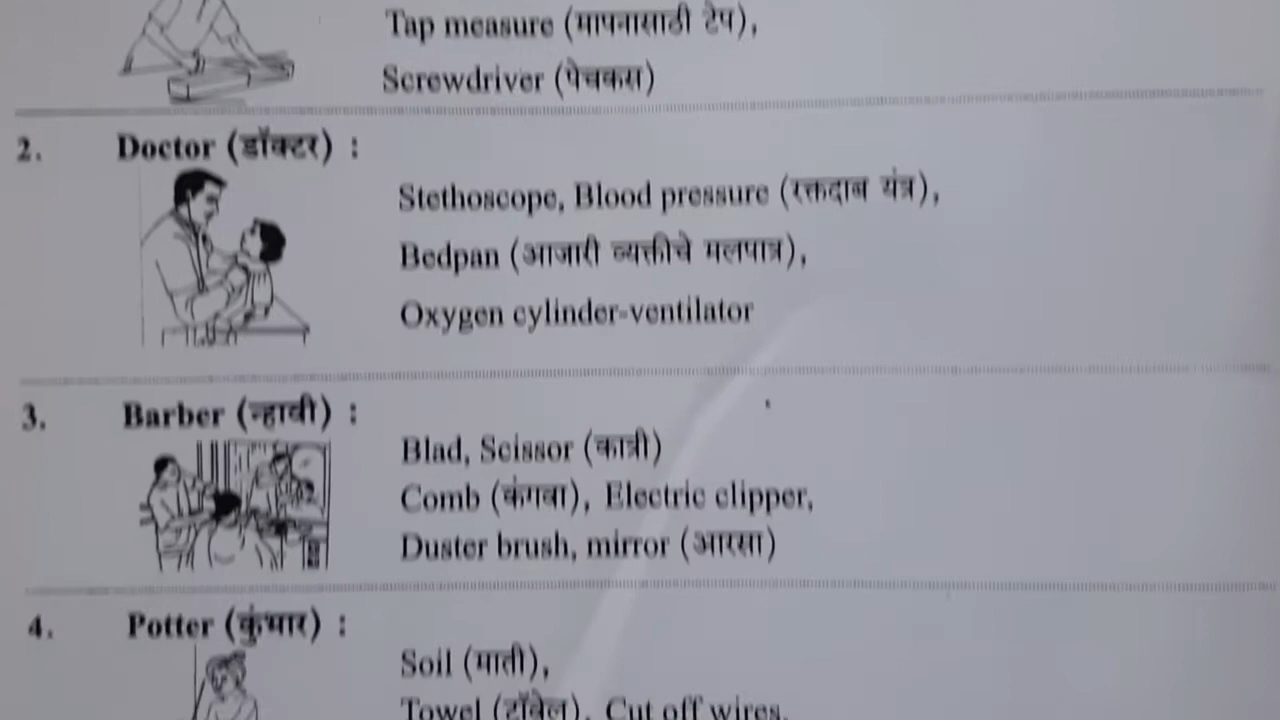 Tap measure (मापनासाठी टेप),
Screwdriver (पेचकस)
2. Doctor (डॉक्टर) :
Stethoscope, Blood pressure (रक्तदाब यंत्र),
Bedpan (आजारी व्यक्तीचे मलपात्र),
Oxygen cylinder-ventilator
3. Barber (न्हावी) :
Blad, Scissor (कात्री)
Comb (कंगवा), Electric clipper,
Duster brush, mirror (आरसा)
4. Potter (कुंभार) :
Soil (माती),
Towel (टॉवेल), Cut off wires,